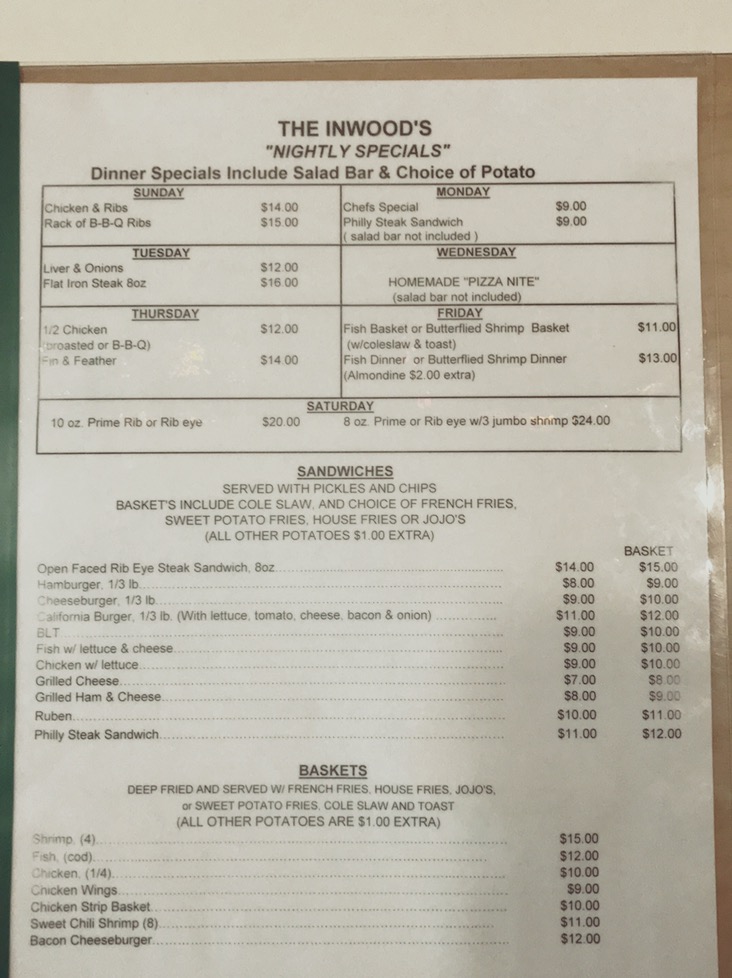 THE INWOOD'S
"NIGHTLY SPECIALS"
Dinner Specials Include Salad Bar & Choice of Potato
SUNDAY
Chicken & Ribs $14.00
Rack of B-B-Q Ribs $15.00
MONDAY
Chefs Special $9.00
Philly Steak Sandwich $9.00
( salad bar not included )
TUESDAY
Liver & Onions $12.00
Flat Iron Steak 8oz $16.00
WEDNESDAY
HOMEMADE "PIZZA NITE"
(salad bar not included)
THURSDAY
1/2 Chicken $12.00
(broasted or B-B-Q)
Fin & Feather $14.00
FRIDAY
Fish Basket or Butterflied Shrimp Basket $11.00
(w/coleslaw & toast)
Fish Dinner or Butterflied Shrimp Dinner $13.00
(Almondine $2.00 extra)
SATURDAY
10 oz. Prime Rib or Rib eye $20.00 8 oz. Prime or Rib eye w/3 jumbo shrimp $24.00
SANDWICHES
SERVED WITH PICKLES AND CHIPS
BASKET'S INCLUDE COLE SLAW, AND CHOICE OF FRENCH FRIES,
SWEET POTATO FRIES, HOUSE FRIES OR JOJO'S
(ALL OTHER POTATOES $1.00 EXTRA)
BASKET
Open Faced Rib Eye Steak Sandwich, 8oz $14.00 $15.00
Hamburger, 1/3 lb $8.00 $9.00
Cheeseburger, 1/3 lb $9.00 $10.00
California Burger, 1/3 lb. (With lettuce, tomato, cheese, bacon & onion) $11.00 $12.00
BLT $9.00 $10.00
Fish w/ lettuce & cheese $9.00 $10.00
Chicken w/ lettuce $9.00 $10.00
Grilled Cheese $7.00 $8.00
Grilled Ham & Cheese $8.00 $9.00
Ruben $10.00 $11.00
Philly Steak Sandwich $11.00 $12.00
BASKETS
DEEP FRIED AND SERVED W/ FRENCH FRIES, HOUSE FRIES, JOJO'S,
or SWEET POTATO FRIES, COLE SLAW AND TOAST
(ALL OTHER POTATOES ARE $1.00 EXTRA)
Shrimp, (4) $15.00
Fish, (cod) $12.00
Chicken, (1/4) $10.00
Chicken Wings $9.00
Chicken Strip Basket $10.00
Sweet Chili Shrimp (8) $11.00
Bacon Cheeseburger $12.00